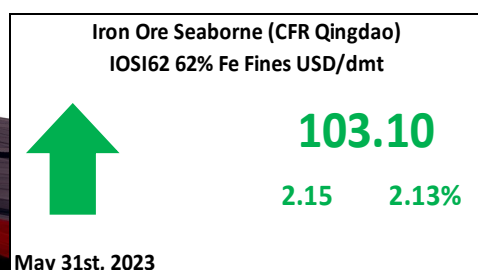 Iron Ore Seaborne (CFR Qingdao)
IOSI62 62% Fe Fines USD/dmt
103.10
2.15 2.13%
May 31st, 2023